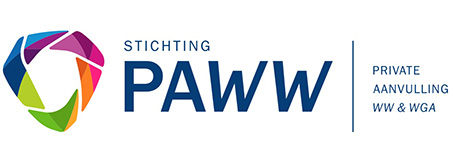 STICHTING
PAWW
PRIVATE
AANVULLING
WW & WGA